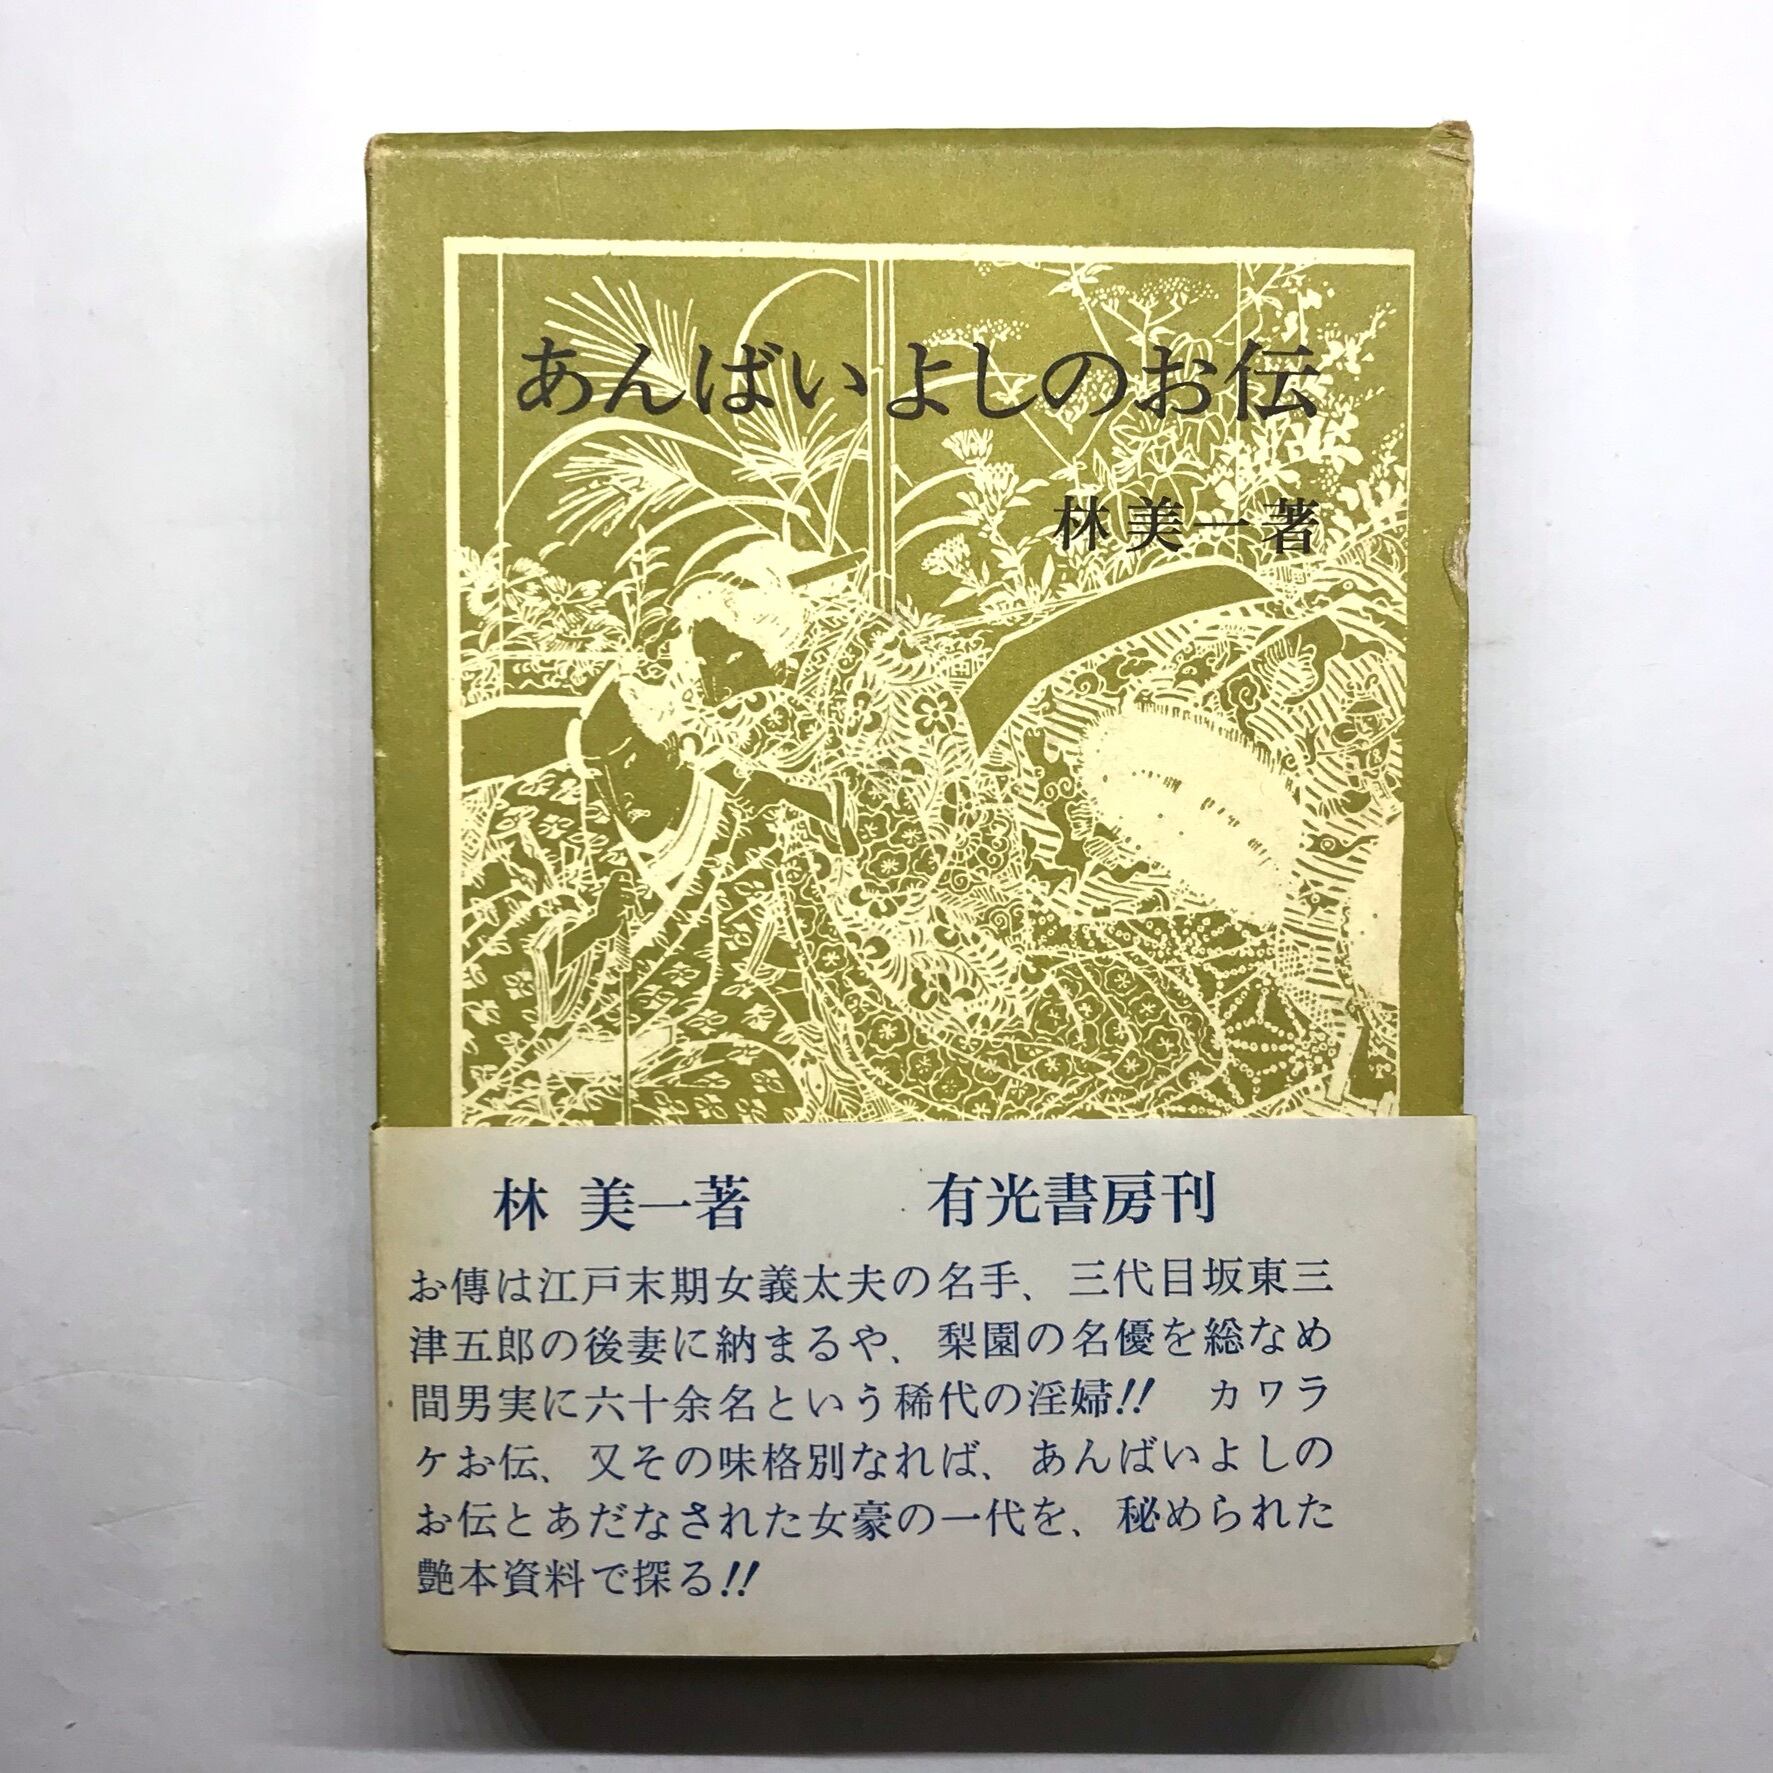 あんばいよしのお伝
林美一著
林 美一著 有光書房刊
お傳は江戸末期女義太夫の名手、三代目坂東三
津五郎の後妻に納まるや、梨園の名優を総なめ
間男実に六十余名という稀代の淫婦!! カワラ
ケお伝、又その味格別なれば、あんばいよしの
お伝とあだなされた女豪の一代を、秘められた
艶本資料で探る!!